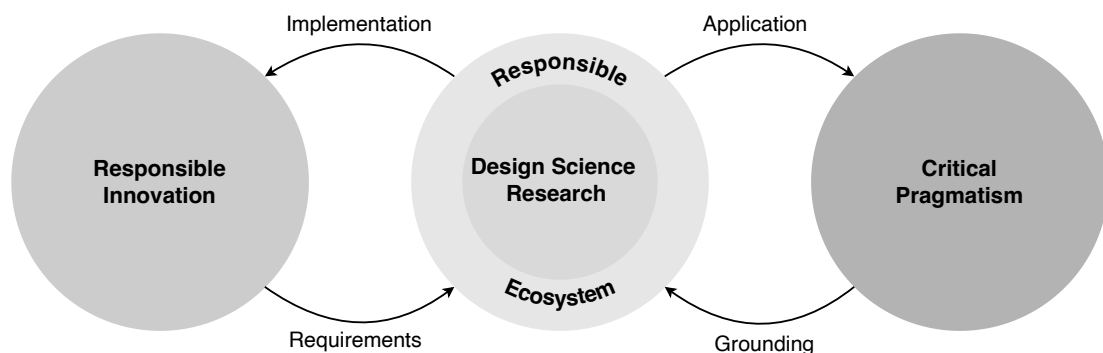 Implementation
Application
Responsible
Responsible
Innovation
Design Science
Research
Critical
Pragmatism
Ecosystem
Requirements
Grounding